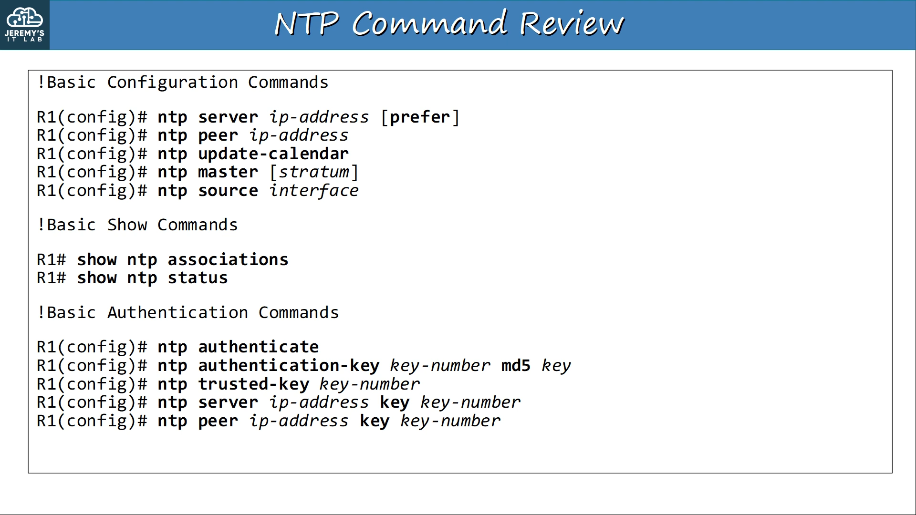 JEREMY'S
IT LAB
NTP Command Review
!Basic Configuration Commands
R1(config)# ntp server ip-address [prefer]
R1(config)# ntp peer ip-address
R1(config)# ntp update-calendar
R1(config)# ntp master [stratum]
R1(config)# ntp source interface
!Basic Show Commands
R1# show ntp associations
R1# show ntp status
!Basic Authentication Commands
R1(config)# ntp authenticate
R1(config)# ntp authentication-key key-number md5 key
R1(config)# ntp trusted-key key-number
R1(config)# ntp server ip-address key key-number
R1(config)# ntp peer ip-address key key-number